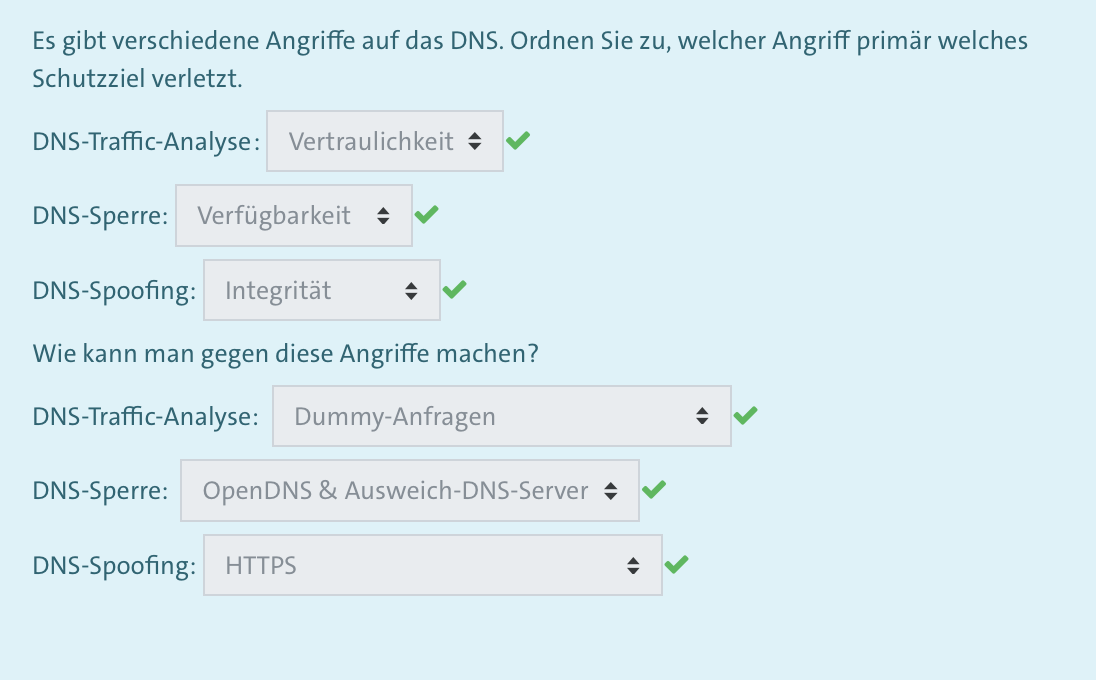 Es gibt verschiedene Angriffe auf das DNS. Ordnen Sie zu, welcher Angriff primär welches
Schutzziel verletzt.
DNS-Traffic-Analyse: Vertraulichkeit
DNS-Sperre: Verfügbarkeit
DNS-Spoofing: Integrität
Wie kann man gegen diese Angriffe machen?
DNS-Traffic-Analyse: Dummy-Anfragen
DNS-Sperre: OpenDNS & Ausweich-DNS-Server
DNS-Spoofing: HTTPS